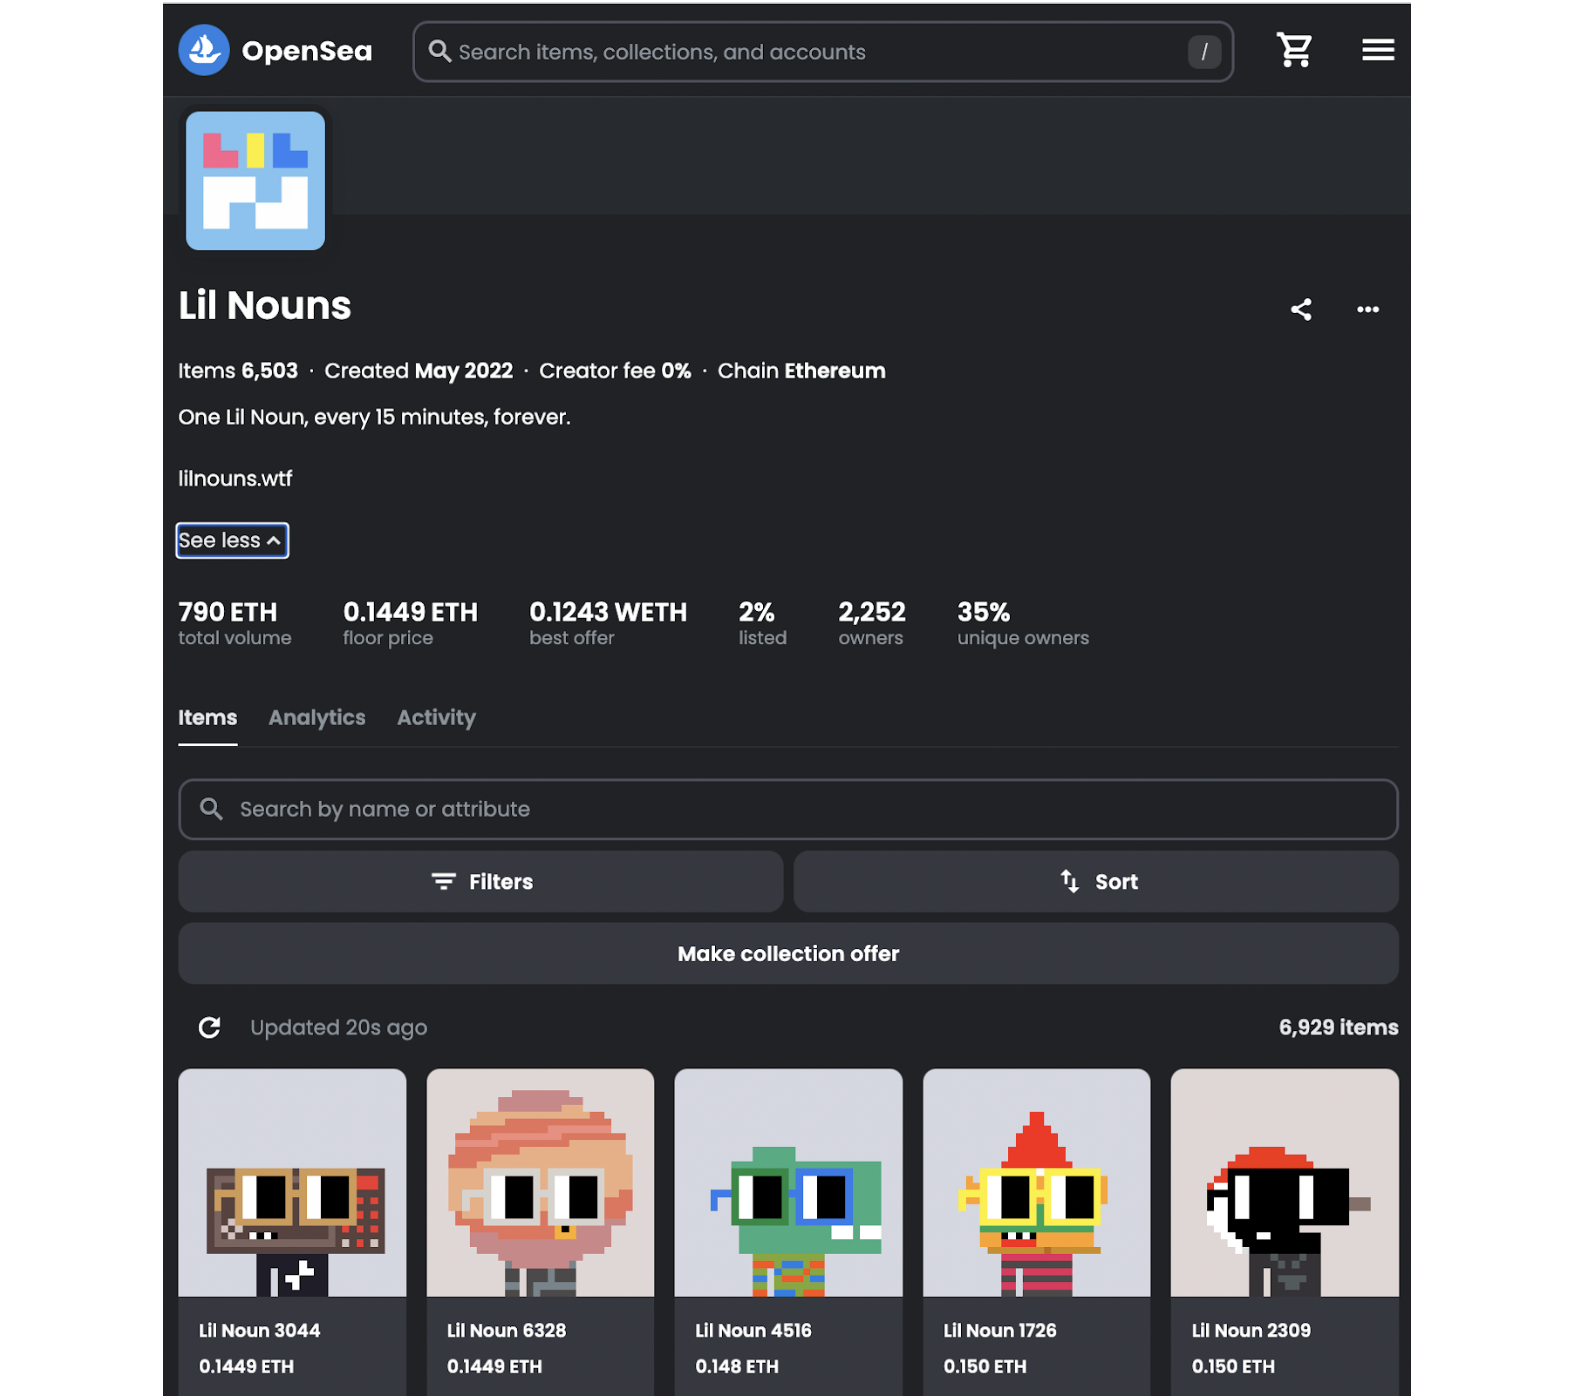 OpenSea
Search items, collections, and accounts /
LIL
Lil Nouns
Items 6,503 · Created May 2022 · Creator fee 0% · Chain Ethereum
One Lil Noun, every 15 minutes, forever.
lilnouns.wtf
See less
790 ETH 0.1449 ETH 0.1243 WETH 2% 2,252 35%
total volume floor price best offer listed owners unique owners
Items Analytics Activity
Search by name or attribute
Filters Sort
Make collection offer
Updated 20s ago 6,929 items
Lil Noun 3044 Lil Noun 6328 Lil Noun 4516 Lil Noun 1726 Lil Noun 2309
0.1449 ETH 0.1449 ETH 0.148 ETH 0.150 ETH 0.150 ETH